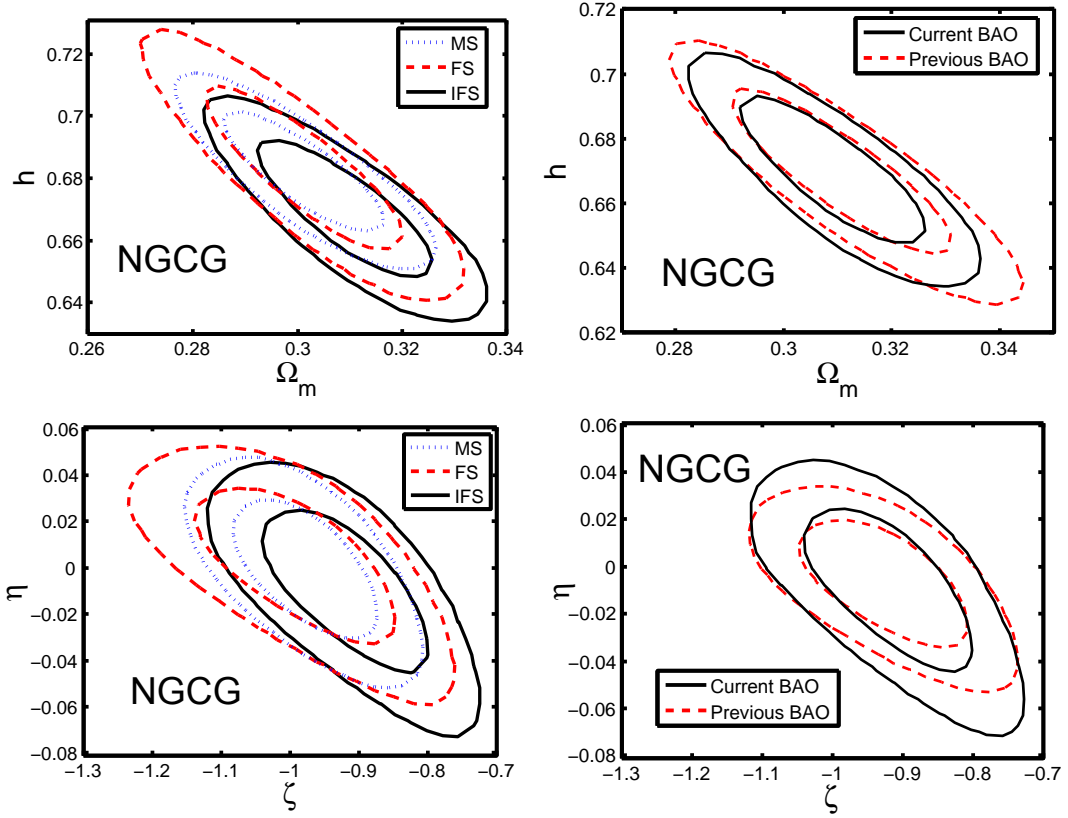 0.72
0.7
0.68
0.66
0.64
h
MS
FS
IFS
NGCG
0.26
0.28
0.3
0.32
0.34
Ωm
0.72
0.7
0.68
0.66
0.64
0.62
h
Current BAO
Previous BAO
NGCG
0.28
0.3
0.32
0.34
Ωm
0.06
0.04
0.02
0
−0.02
−0.04
−0.06
−0.08
η
MS
FS
IFS
NGCG
−1.3
−1.2
−1.1
−1
−0.9
−0.8
−0.7
ζ
0.06
0.04
0.02
0
−0.02
−0.04
−0.06
−0.08
η
NGCG
Current BAO
Previous BAO
−1.3
−1.2
−1.1
−1
−0.9
−0.8
−0.7
ζ